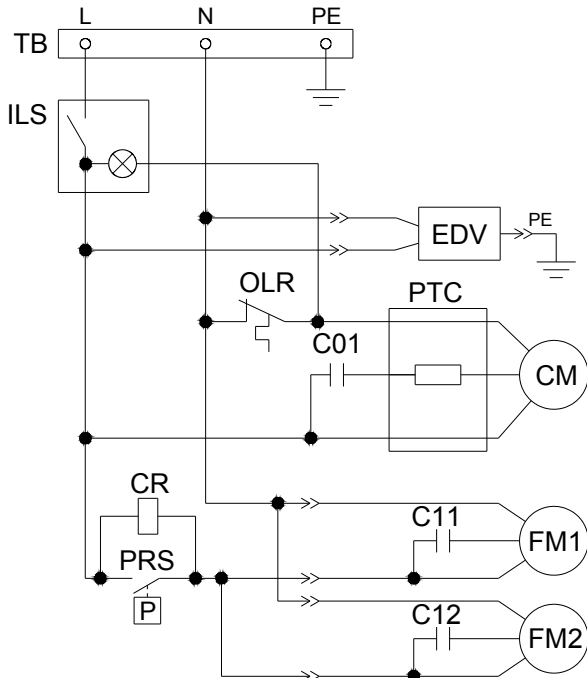 L N PE
TB
ILS
PE
EDV
OLR
PTC
C01
CM
CR
C11
PRS
FM1
P
C12
FM2